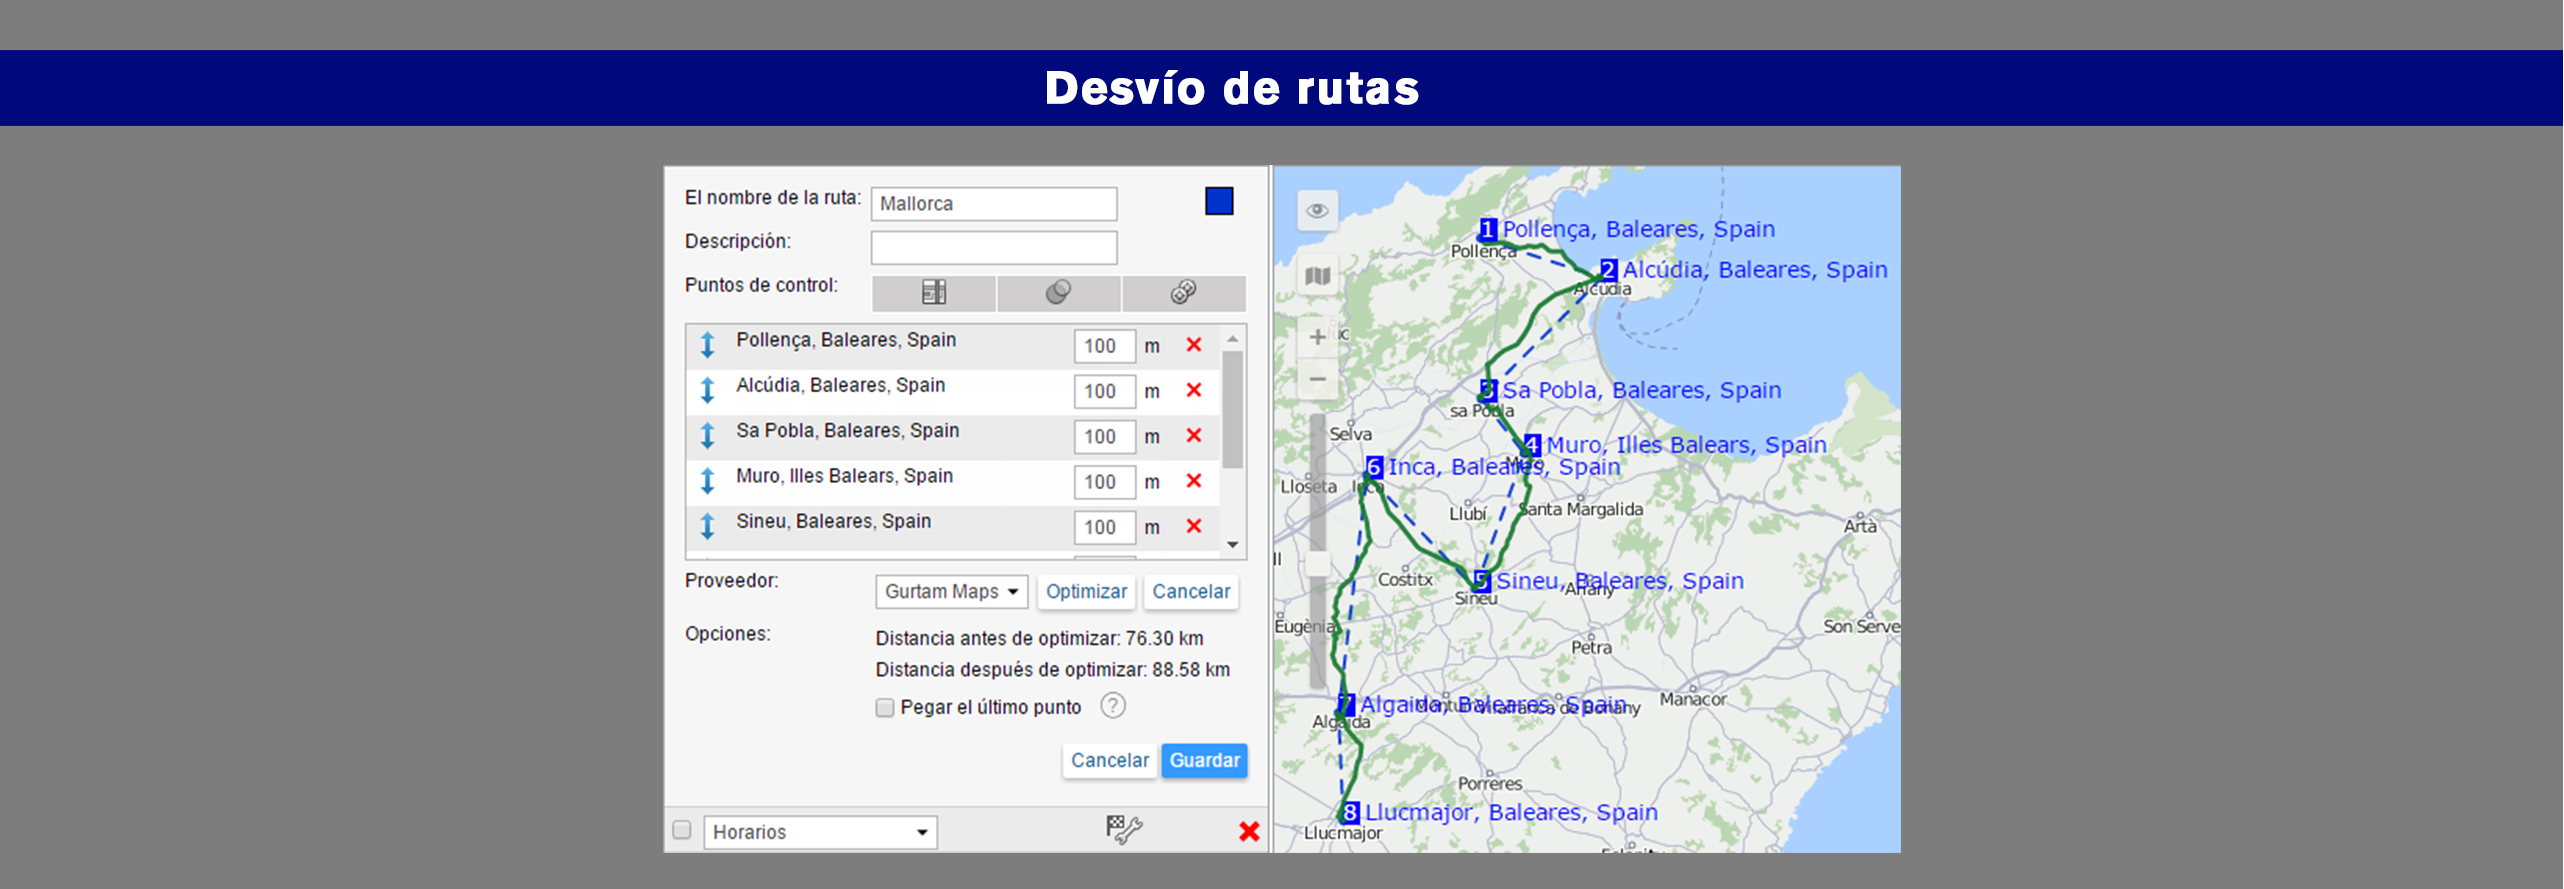 Desvío de rutas
El nombre de la ruta: Mallorca
Descripción:
Puntos de control:
Pollença, Baleares, Spain 100 m
Alcúdia, Baleares, Spain 100 m
Sa Pobla, Baleares, Spain 100 m
Muro, Illes Balears, Spain 100 m
Sineu, Baleares, Spain 100 m
Proveedor: Gurtam Maps Optimizar Cancelar
Opciones:
Distancia antes de optimizar: 76.30 km
Distancia después de optimizar: 88.58 km
Pegar el último punto ?
Cancelar Guardar
Horarios
1 Pollença, Baleares, Spain
Pollença
2 Alcúdia, Baleares, Spain
Alcúdia
3 Sa Pobla, Baleares, Spain
sa Pobla
Selva
4 Muro, Illes Balears, Spain
6 Inca, Baleares, Spain
Lloseta Inca
Llubí Santa Margalida
Artà
Costitx
5 Sineu, Baleares, Spain
Sineu
Ariany
Eugènia
Son Serve
Petra
Manacor
7 Algaida, Baleares, Spain
Algaida
Porreres
8 Llucmajor, Baleares, Spain
Llucmajor